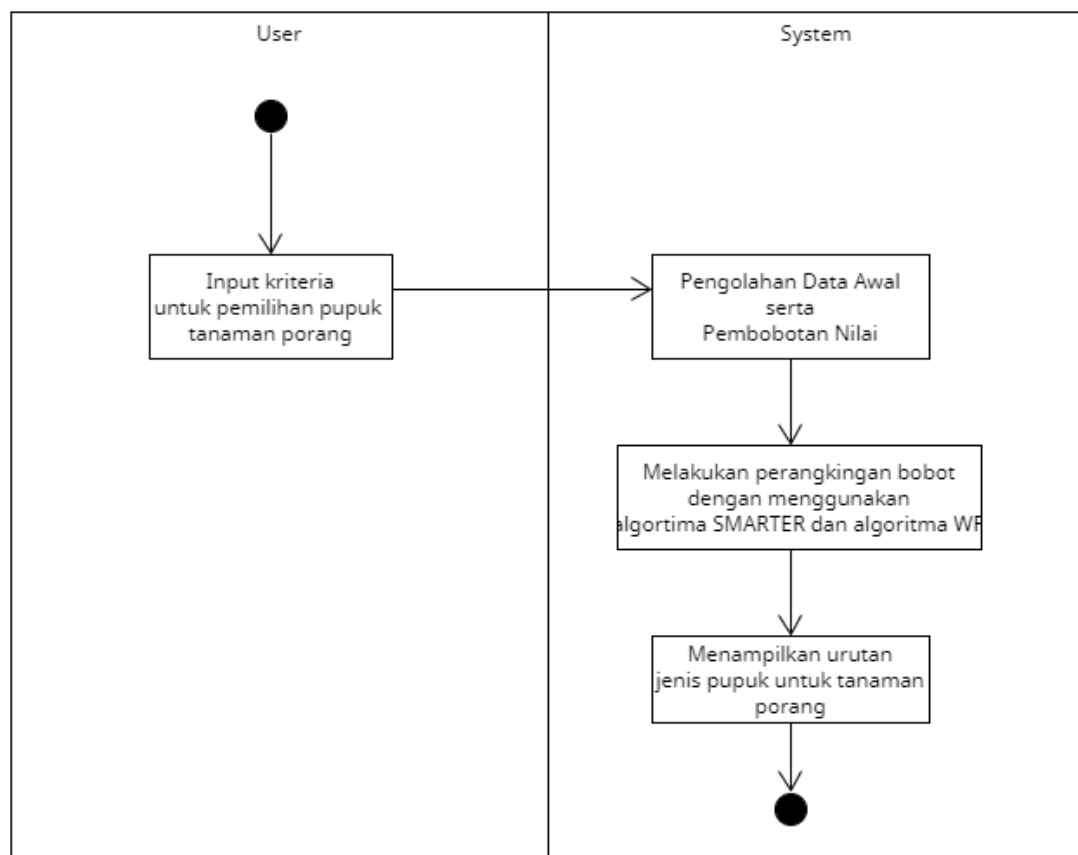 User
System
Input kriteria
untuk pemilihan pupuk
tanaman porang
Pengolahan Data Awal
serta
Pembobotan Nilai
Melakukan perangkingan bobot
dengan menggunakan
algortima SMARTER dan algoritma WP
Menampilkan urutan
jenis pupuk untuk tanaman
porang